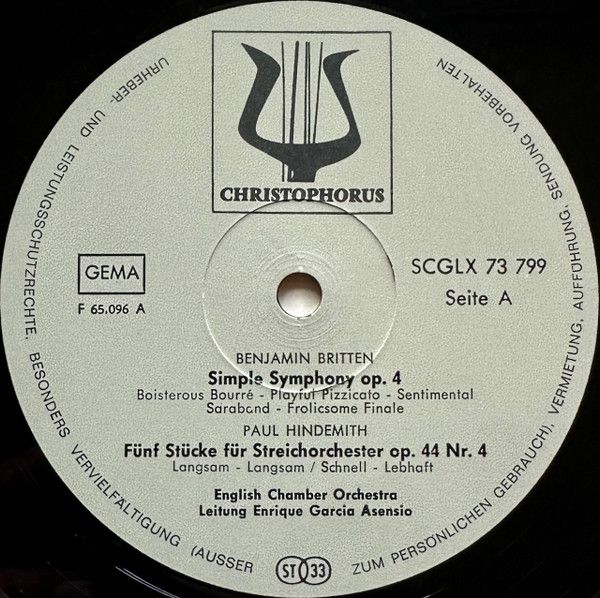 CHRISTOPHORUS
GEMA
F 65.096 A
SCGLX 73 799
Seite A
BENJAMIN BRITTEN
Simple Symphony op. 4
Boisterous Bourré - Playful Pizzicato - Sentimental
Saraband - Frolicsome Finale
PAUL HINDEMITH
Fünf Stücke für Streichorchester op. 44 Nr. 4
Langsam - Langsam / Schnell - Lebhaft
English Chamber Orchestra
Leitung Enrique Garcia Asensio
ST 33
URHEBER- UND LEISTUNGSSCHUTZRECHTE, BESONDERS VERVIELFÄLTIGUNG (AUSSER ZUM PERSÖNLICHEN GEBRAUCH), VERMIETUNG, AUFFÜHRUNG, SENDUNG VORBEHALTEN